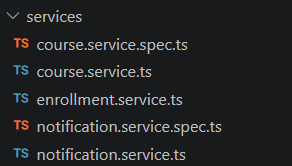 services
TS course.service.spec.ts
TS course.service.ts
TS enrollment.service.ts
TS notification.service.spec.ts
TS notification.service.ts